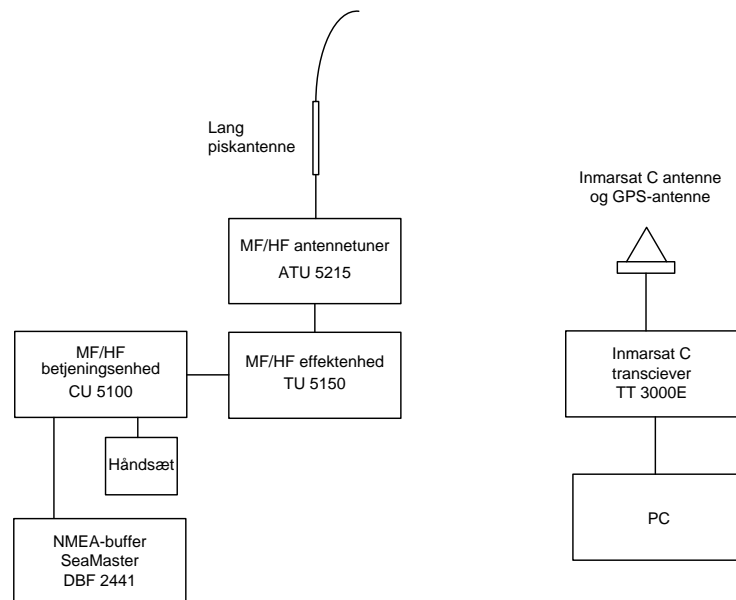 Lang
piskantenne
MF/HF antennetuner
ATU 5215
MF/HF
betjeningsenhed
CU 5100
MF/HF effektenhed
TU 5150
Håndsæt
NMEA-buffer
SeaMaster
DBF 2441
Inmarsat C antenne
og GPS-antenne
Inmarsat C
transciever
TT 3000E
PC